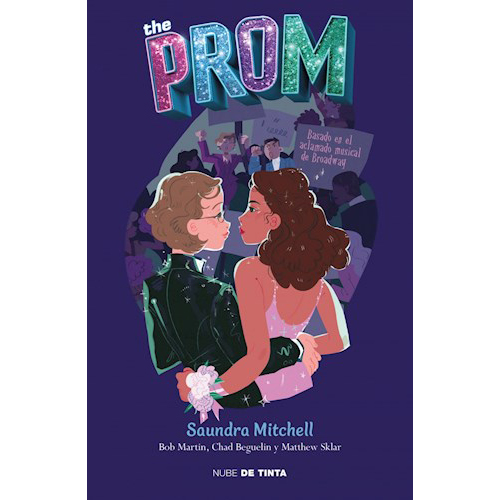 the
PROM
Basado en el
aclamado musical
de Broadway
Saundra Mitchell
Bob Martin, Chad Beguelin y Matthew Sklar
NUBE DE TINTA